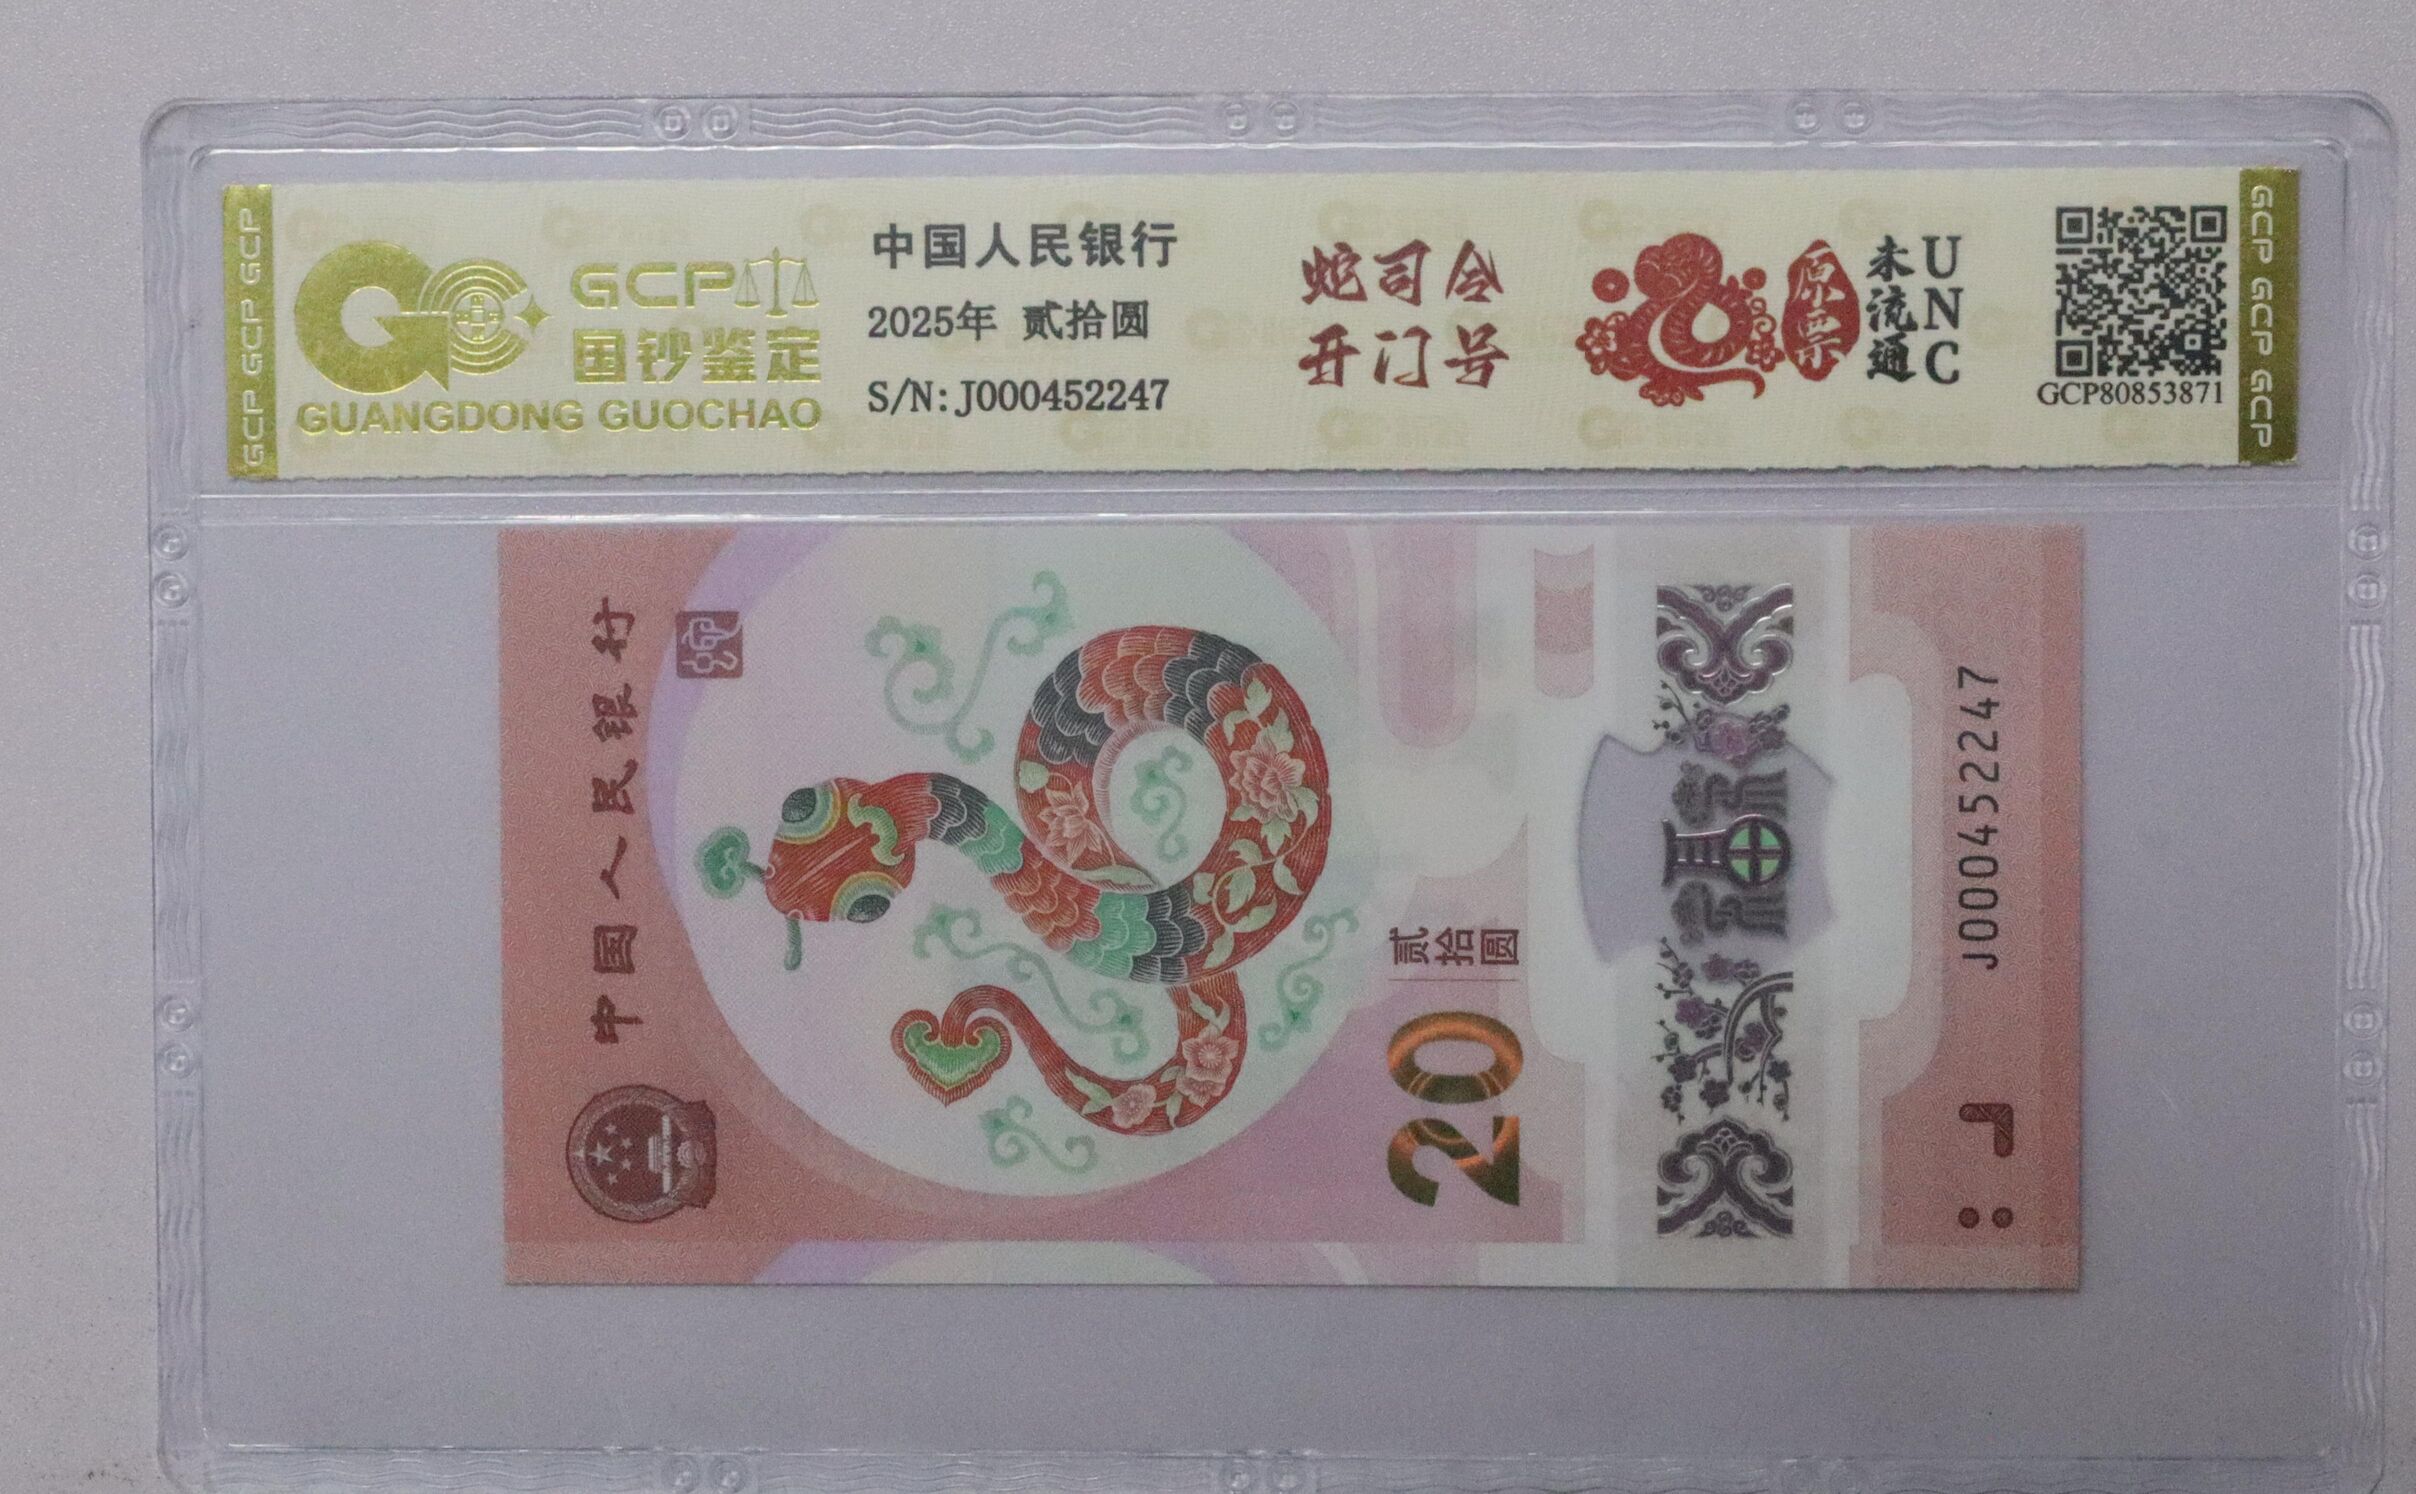 GCP GCP GCP
GCP
国钞鉴定
GUANGDONG GUOCHAO
中国人民银行
2025年 贰拾圆
S/N: J000452247
蛇司令
开门号
原票
未流通
UNC
GCP80853871
GCP GCP GCP
中国人民银行
蛇
贰拾圆
20
福
J000452247